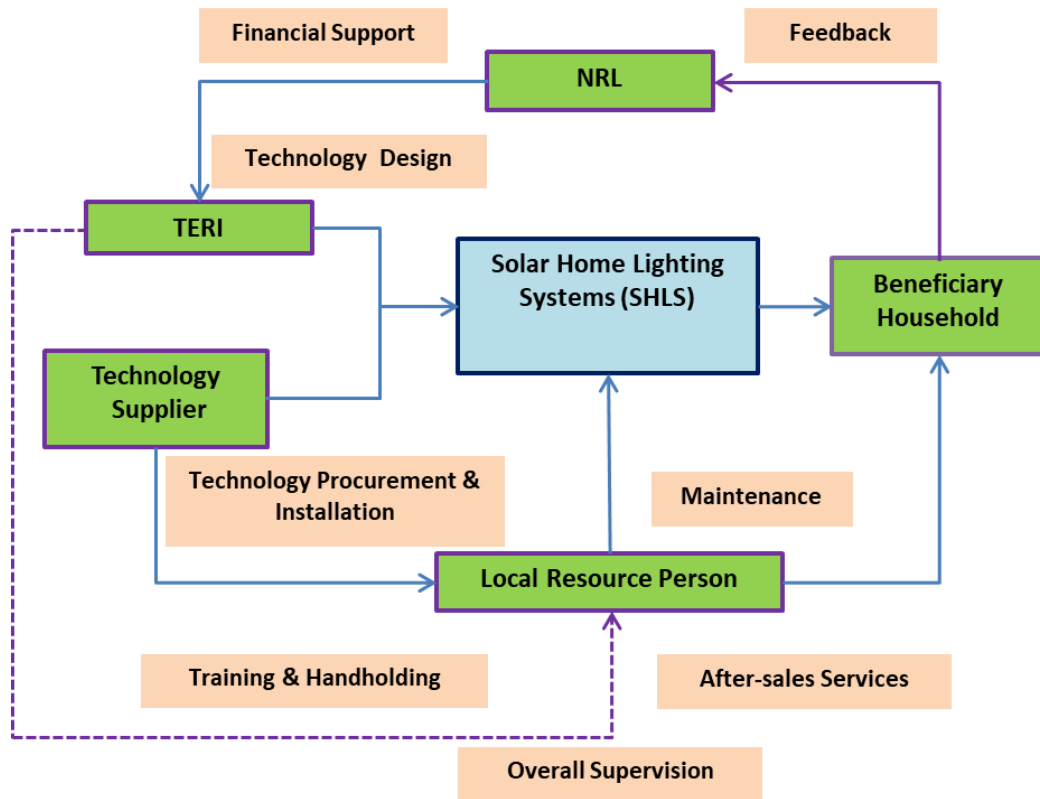 Financial Support
Feedback
NRL
Technology Design
TERI
Solar Home Lighting
Systems (SHLS)
Beneficiary
Household
Technology
Supplier
Technology Procurement &
Installation
Maintenance
Local Resource Person
Training & Handholding
After-sales Services
Overall Supervision